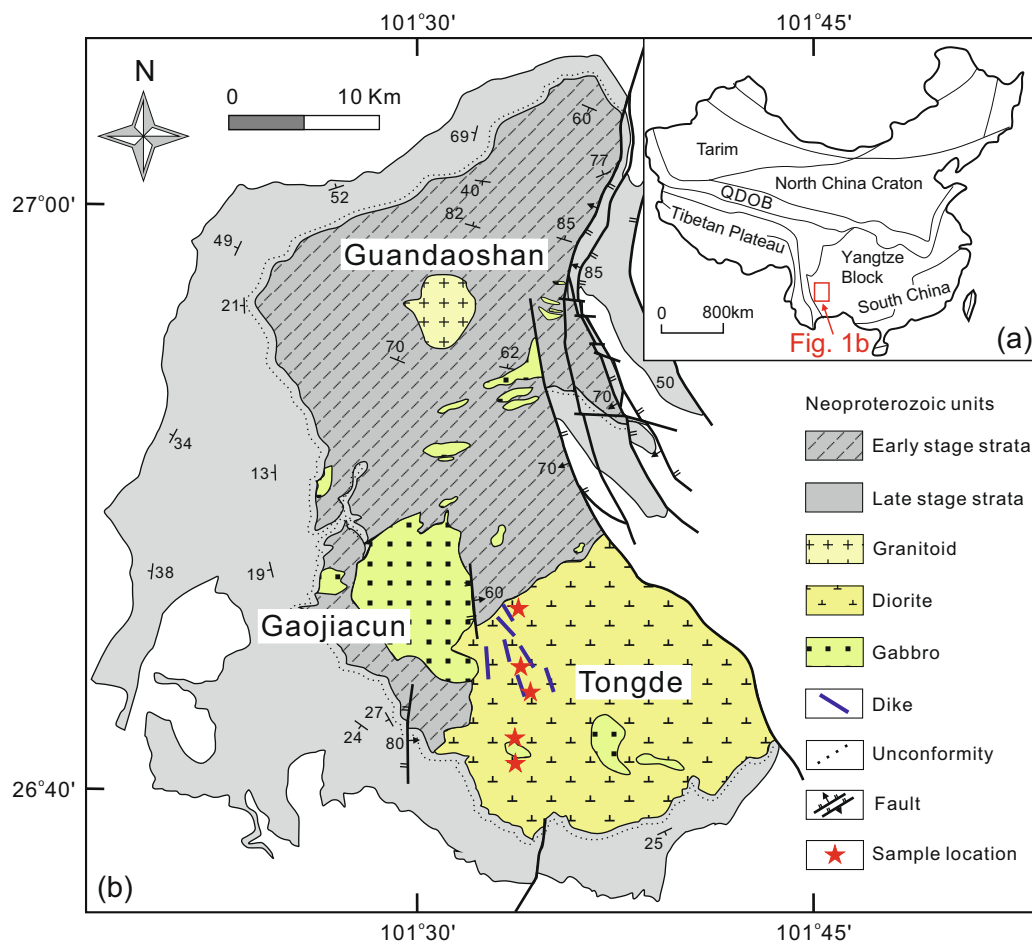 101°30'
101°45'
(b)
N
0 10 Km
27°00'
26°40'
69
60
77
52
40
82
49
85
85
21
Guandaoshan
70
62
70
50
34
13
70
38
19
60
Gaojiacun
Tongde
27
24
80
25
(b)
101°30'
101°45'
Tarim
North China Craton
QDOB
Tibetan Plateau
Yangtze
Block
South China
0 800km
Fig. 1b
(a)
Neoproterozoic units
Early stage strata
Late stage strata
Granitoid
Diorite
Gabbro
Dike
Unconformity
Fault
Sample location